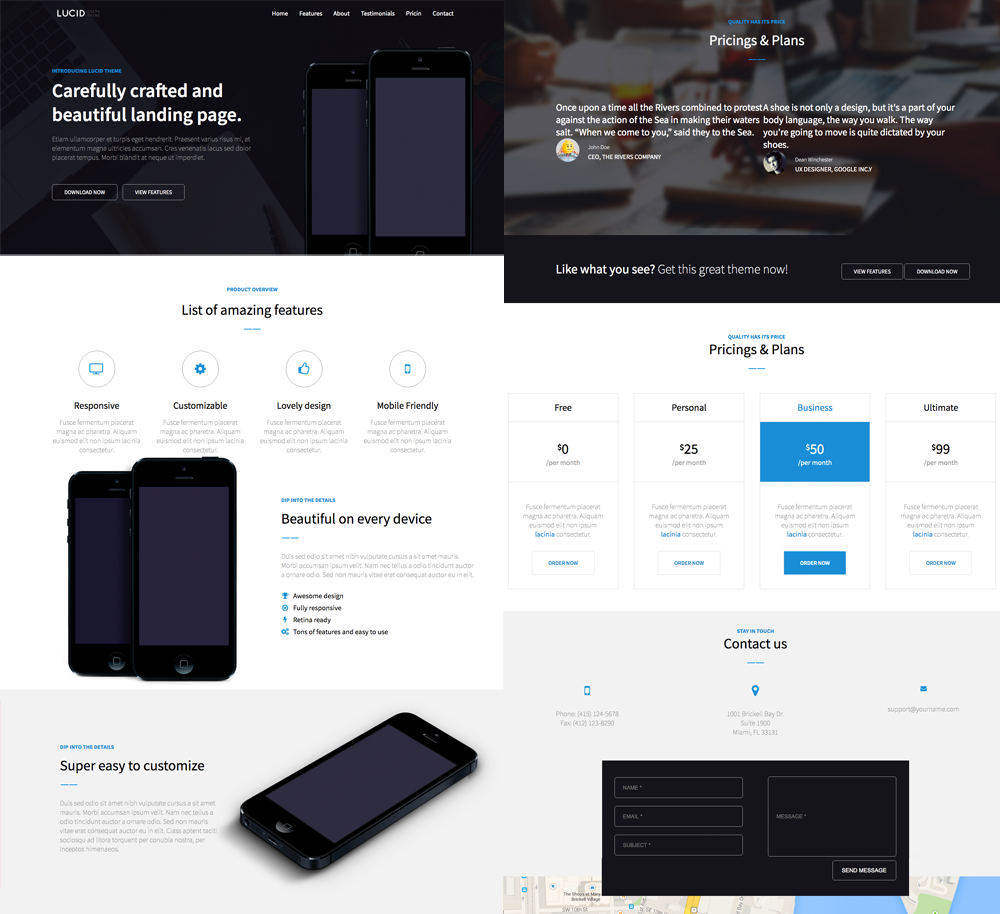 LUCID
Home Features About Testimonials Pricin Contact
INTRODUCING LUCID THEME
Carefully crafted and
beautiful landing page.
Etiam ullamcorper et turpis eget hendrerit. Praesent varius risus mi, at
elementum magna ultricies accumsan. Cras venenatis lacus sed dolor
placerat tempus. Morbi blandit at neque ut imperdiet.
DOWNLOAD NOW VIEW FEATURES
PRODUCT OVERVIEW
List of amazing features
Responsive Customizable Lovely design Mobile Friendly
Fusce fermentum placerat Fusce fermentum placerat Fusce fermentum placerat Fusce fermentum placerat
magna ac pharetra. Aliquam magna ac pharetra. Aliquam magna ac pharetra. Aliquam magna ac pharetra. Aliquam
euismod elit non ipsum lacinia euismod elit non ipsum lacinia euismod elit non ipsum lacinia euismod elit non ipsum lacinia
consectetur. consectetur. consectetur. consectetur.
DIP INTO THE DETAILS
Beautiful on every device
Duis sed odio sit amet nibh vulputate cursus a sit amet mauris.
Morbi accumsan ipsum velit. Nam nec tellus a odio tincidunt auctor
a ornare odio. Sed non mauris vitae erat consequat auctor eu in elit.
Awesome design
Fully responsive
Retina ready
Tons of features and easy to use
DIP INTO THE DETAILS
Super easy to customize
Duis sed odio sit amet nibh vulputate cursus a sit amet
mauris. Morbi accumsan ipsum velit. Nam nec tellus a
odio tincidunt auctor a ornare odio. Sed non mauris
vitae erat consequat auctor eu in elit. Class aptent taciti
sociosqu ad litora torquent per conubia nostra, per
inceptos himenaeos.
QUALITY HAS ITS PRICE
Pricings & Plans
Once upon a time all the Rivers combined to protest
against the action of the Sea in making their waters
salt. “When we come to you,” said they to the Sea.
John Doe
CEO, THE RIVERS COMPANY
A shoe is not only a design, but it's a part of your
body language, the way you walk. The way
you're going to move is quite dictated by your
shoes.
Dean Winchester
UX DESIGNER, GOOGLE INC.Y
Like what you see? Get this great theme now!
VIEW FEATURES DOWNLOAD NOW
QUALITY HAS ITS PRICE
Pricings & Plans
Free Personal Business Ultimate
$0 $25 $50 $99
/per month /per month /per month /per month
Fusce fermentum placerat Fusce fermentum placerat Fusce fermentum placerat Fusce fermentum placerat
magna ac pharetra. Aliquam magna ac pharetra. Aliquam magna ac pharetra. Aliquam magna ac pharetra. Aliquam
euismod elit non ipsum euismod elit non ipsum euismod elit non ipsum euismod elit non ipsum
lacinia consectetur. lacinia consectetur. lacinia consectetur. lacinia consectetur.
ORDER NOW ORDER NOW ORDER NOW ORDER NOW
STAY IN TOUCH
Contact us
Phone: (415) 124-5678
Fax: (412) 123-8290
1001 Brickell Bay Dr.
Suite 1900
Miami, FL 33131
support@yourname.com
NAME *
EMAIL *
SUBJECT *
MESSAGE *
SEND MESSAGE
The Shops at Mary
Brickell Village
SW 10th St